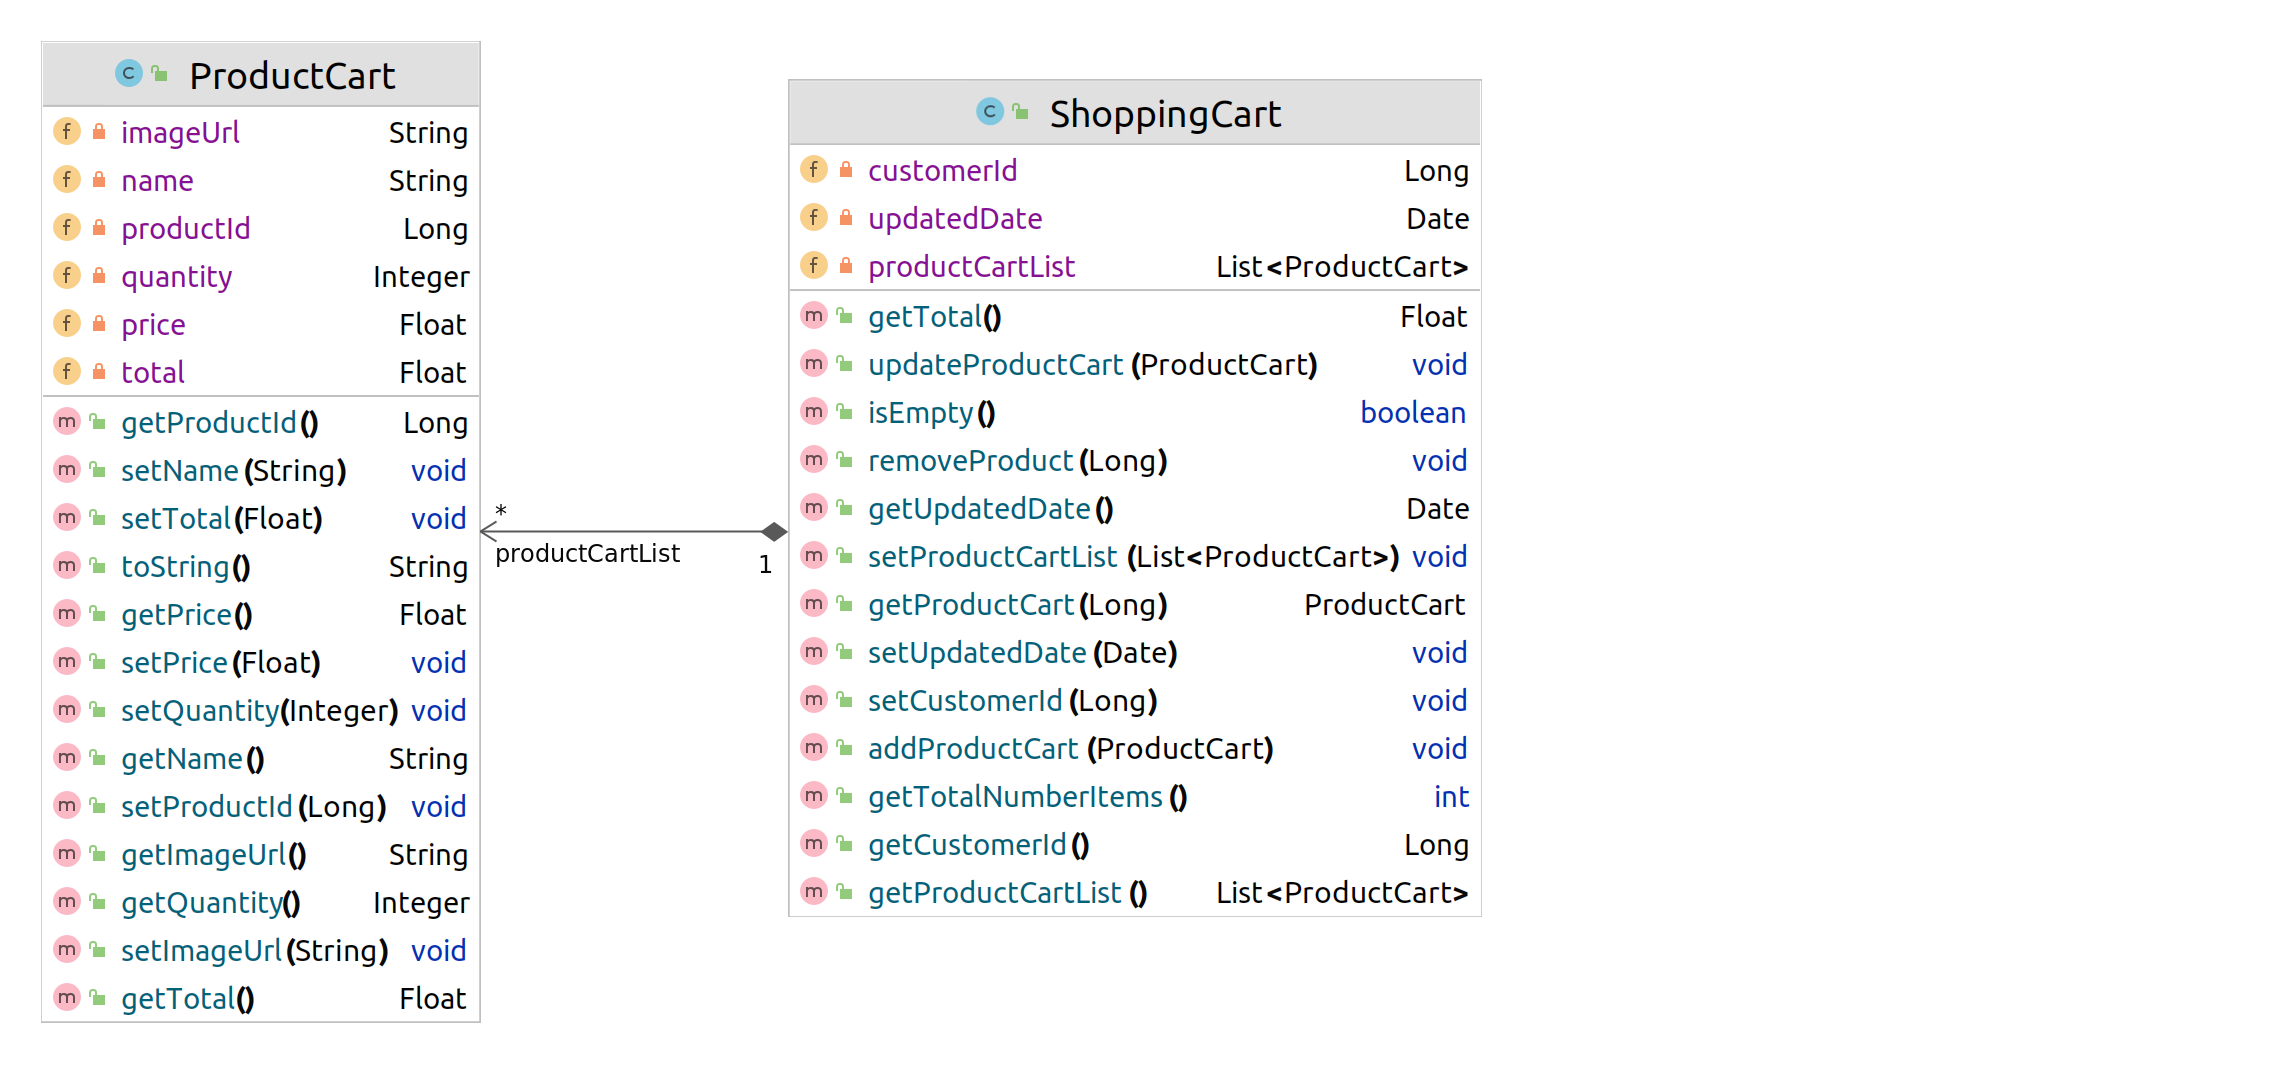 ProductCart
imageUrl String
name String
productId Long
quantity Integer
price Float
total Float
getProductId() Long
setName(String) void
setTotal(Float) void
toString() String
getPrice() Float
setPrice(Float) void
setQuantity(Integer) void
getName() String
setProductId(Long) void
getImageUrl() String
getQuantity() Integer
setImageUrl(String) void
getTotal() Float
*
productCartList
1
ShoppingCart
customerId Long
updatedDate Date
productCartList List<ProductCart>
getTotal() Float
updateProductCart(ProductCart) void
isEmpty() boolean
removeProduct(Long) void
getUpdatedDate() Date
setProductCartList(List<ProductCart>) void
getProductCart(Long) ProductCart
setUpdatedDate(Date) void
setCustomerId(Long) void
addProductCart(ProductCart) void
getTotalNumberItems() int
getCustomerId() Long
getProductCartList() List<ProductCart>